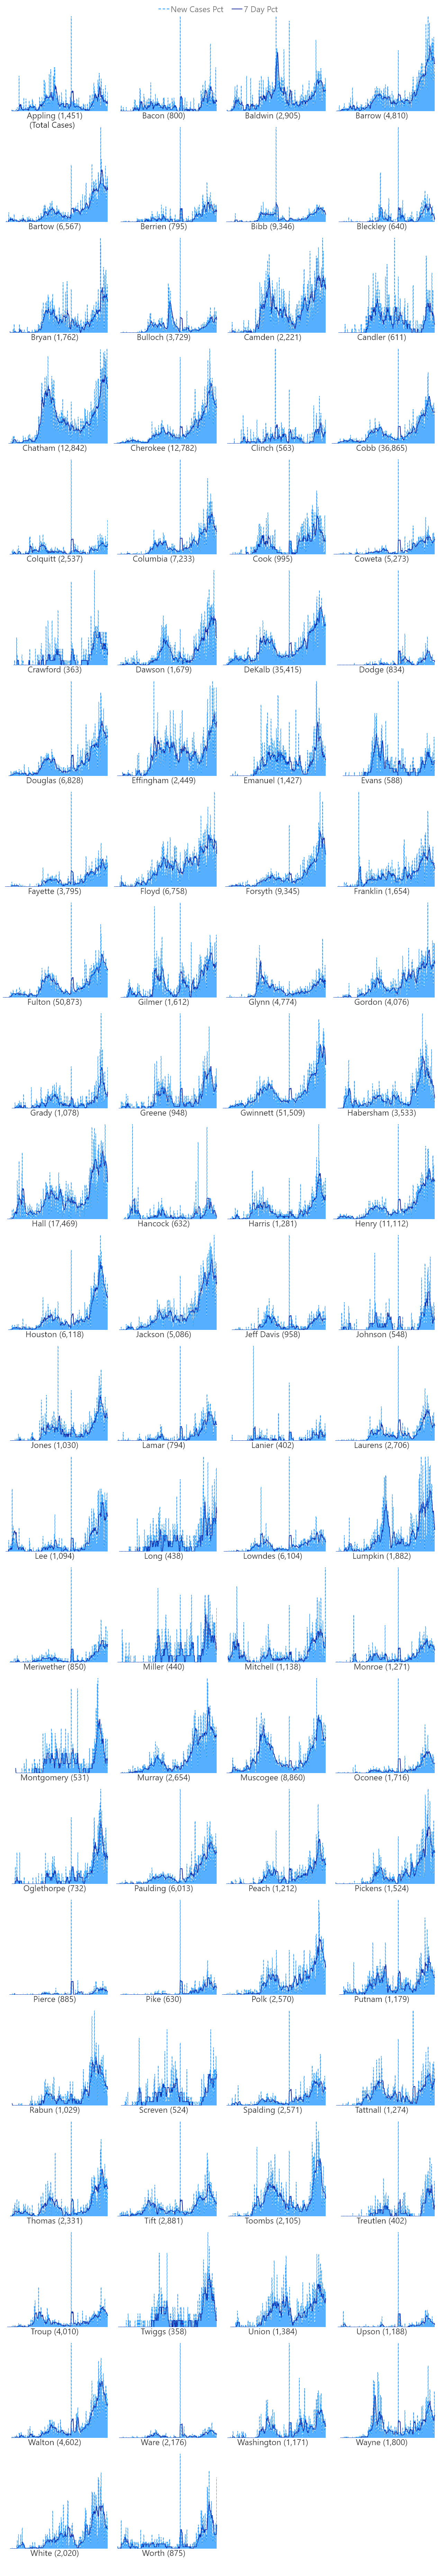 New Cases Pct 7 Day Pct
Appling (1,451) Bacon (800) Baldwin (2,905) Barrow (4,810)
(Total Cases)
Bartow (6,567) Berrien (795) Bibb (9,346) Bleckley (640)
Bryan (1,762) Bulloch (3,729) Camden (2,221) Candler (611)
Chatham (12,842) Cherokee (12,782) Clinch (563) Cobb (36,865)
Colquitt (2,537) Columbia (7,233) Cook (995) Coweta (5,273)
Crawford (363) Dawson (1,679) DeKalb (35,415) Dodge (834)
Douglas (6,828) Effingham (2,449) Emanuel (1,427) Evans (588)
Fayette (3,795) Floyd (6,758) Forsyth (9,345) Franklin (1,654)
Fulton (50,873) Gilmer (1,612) Glynn (4,774) Gordon (4,076)
Grady (1,078) Greene (948) Gwinnett (51,509) Habersham (3,533)
Hall (17,469) Hancock (632) Harris (1,281) Henry (11,112)
Houston (6,118) Jackson (5,086) Jeff Davis (958) Johnson (548)
Jones (1,030) Lamar (794) Lanier (402) Laurens (2,706)
Lee (1,094) Long (438) Lowndes (6,104) Lumpkin (1,882)
Meriwether (850) Miller (440) Mitchell (1,138) Monroe (1,271)
Montgomery (531) Murray (2,654) Muscogee (8,860) Oconee (1,716)
Oglethorpe (732) Paulding (6,013) Peach (1,212) Pickens (1,524)
Pierce (885) Pike (630) Polk (2,570) Putnam (1,179)
Rabun (1,029) Screven (524) Spalding (2,571) Tattnall (1,274)
Thomas (2,331) Tift (2,881) Toombs (2,105) Treutlen (402)
Troup (4,010) Twiggs (358) Union (1,384) Upson (1,188)
Walton (4,602) Ware (2,176) Washington (1,171) Wayne (1,800)
White (2,020) Worth (875)